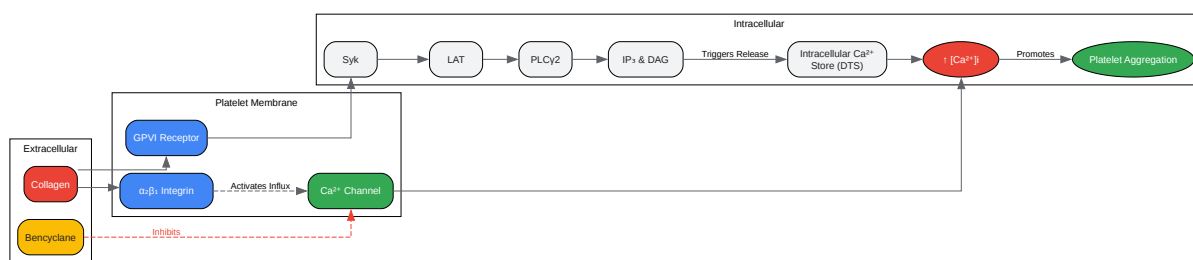 Intracellular
Syk
LAT
PLCγ2
IP₃ & DAG
Triggers Release
Intracellular Ca²⁺
Store (DTS)
↑ [Ca²⁺]i
Promotes
Platelet Aggregation
Platelet Membrane
GPVI Receptor
α₂β₁ Integrin
Activates Influx
Ca²⁺ Channel
Extracellular
Collagen
Bencyclane
Inhibits